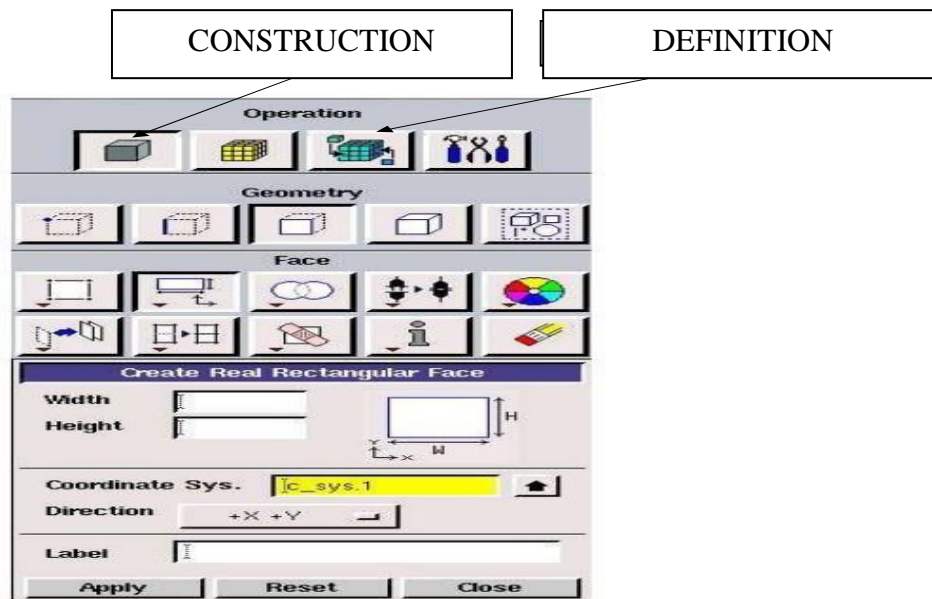 CONSTRUCTION
DEFINITION
Operation
Geometry
Face
Create Real Rectangular Face
Width
Height
H
Y
X
W
Coordinate Sys. c_sys.1
Direction +X +Y
Label
Apply Reset Close